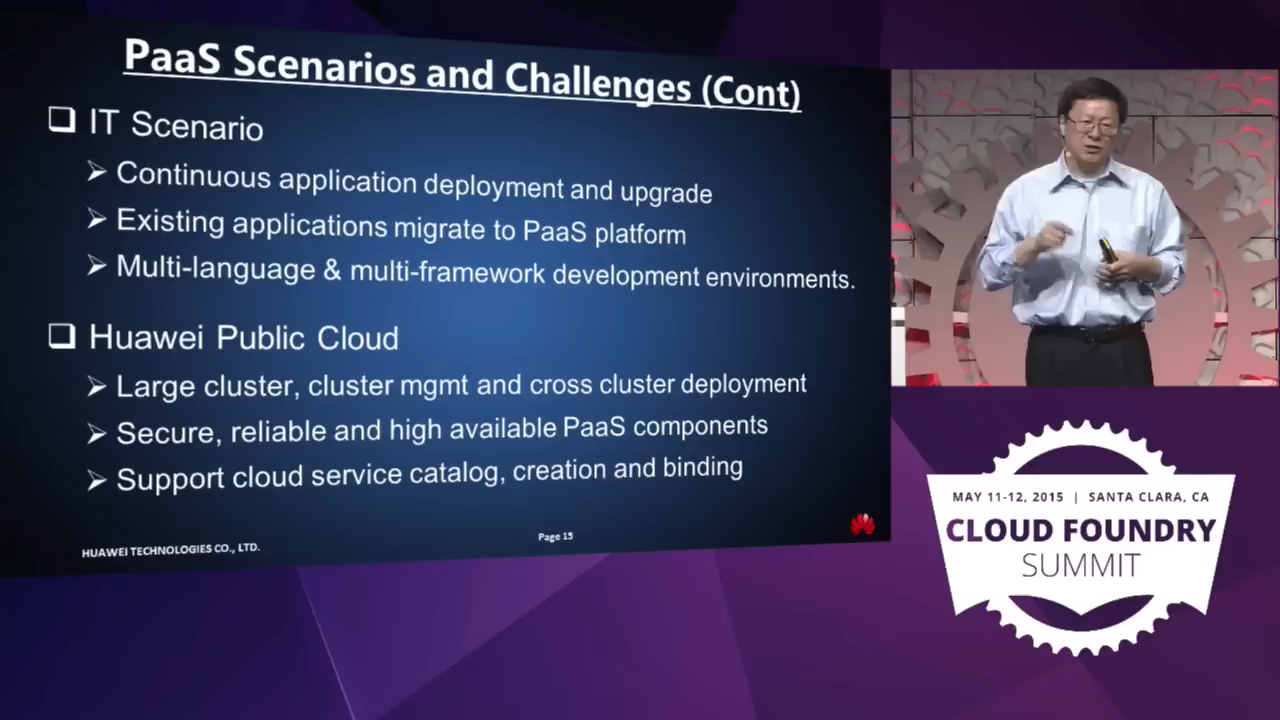 PaaS Scenarios and Challenges (Cont)
❑ IT Scenario
➢ Continuous application deployment and upgrade
➢ Existing applications migrate to PaaS platform
➢ Multi-language & multi-framework development environments.
❑ Huawei Public Cloud
➢ Large cluster, cluster mgmt and cross cluster deployment
➢ Secure, reliable and high available PaaS components
➢ Support cloud service catalog, creation and binding
HUAWEI TECHNOLOGIES CO., LTD.
Page 15
MAY 11-12, 2015 | SANTA CLARA, CA
CLOUD FOUNDRY
SUMMIT